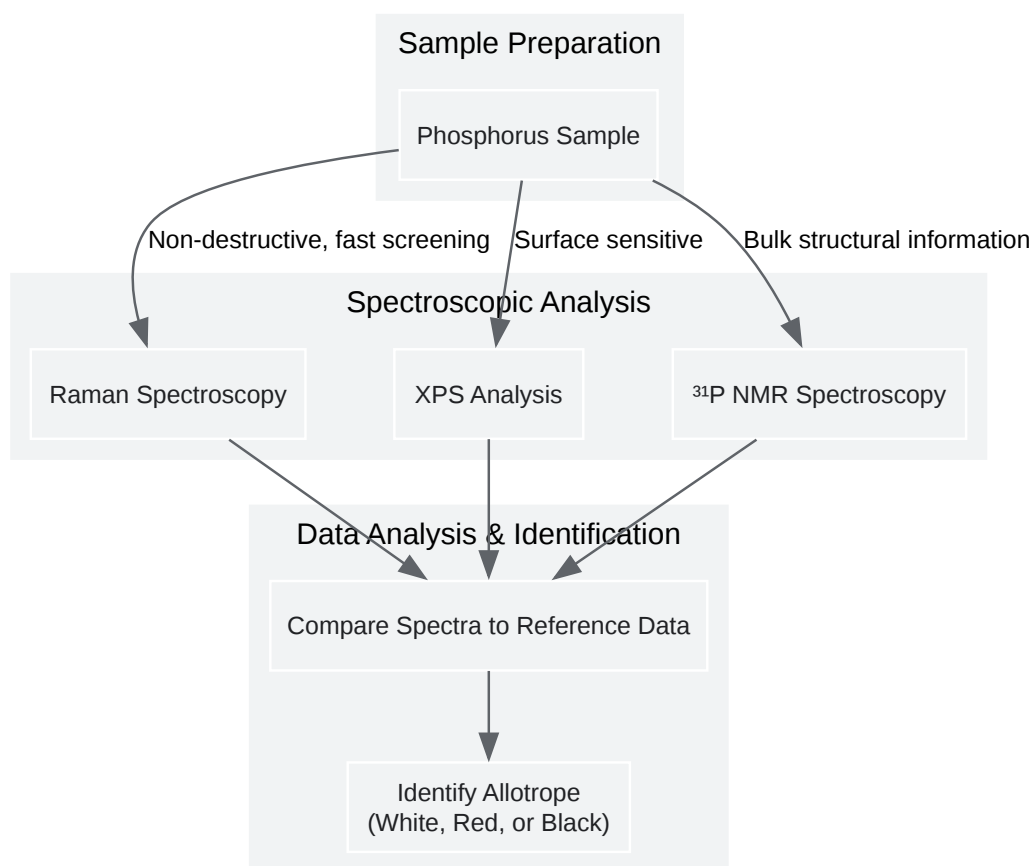 Sample Preparation
Phosphorus Sample
Non-destructive, fast screening
Surface sensitive
Bulk structural information
Spectroscopic Analysis
Raman Spectroscopy
XPS Analysis
³¹P NMR Spectroscopy
Data Analysis & Identification
Compare Spectra to Reference Data
Identify Allotrope
(White, Red, or Black)